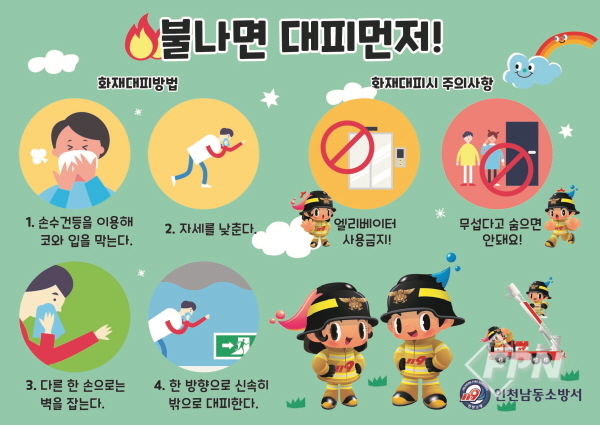 불나면 대피먼저!
화재대피방법
1. 손수건등을 이용해
코와 입을 막는다.
2. 자세를 낮춘다.
3. 다른 한 손으로는
벽을 잡는다.
4. 한 방향으로 신속히
밖으로 대피한다.
화재대피시 주의사항
엘리베이터
사용금지!
무섭다고 숨으면
안돼요!
119
119
FPN
119
인천남동소방서